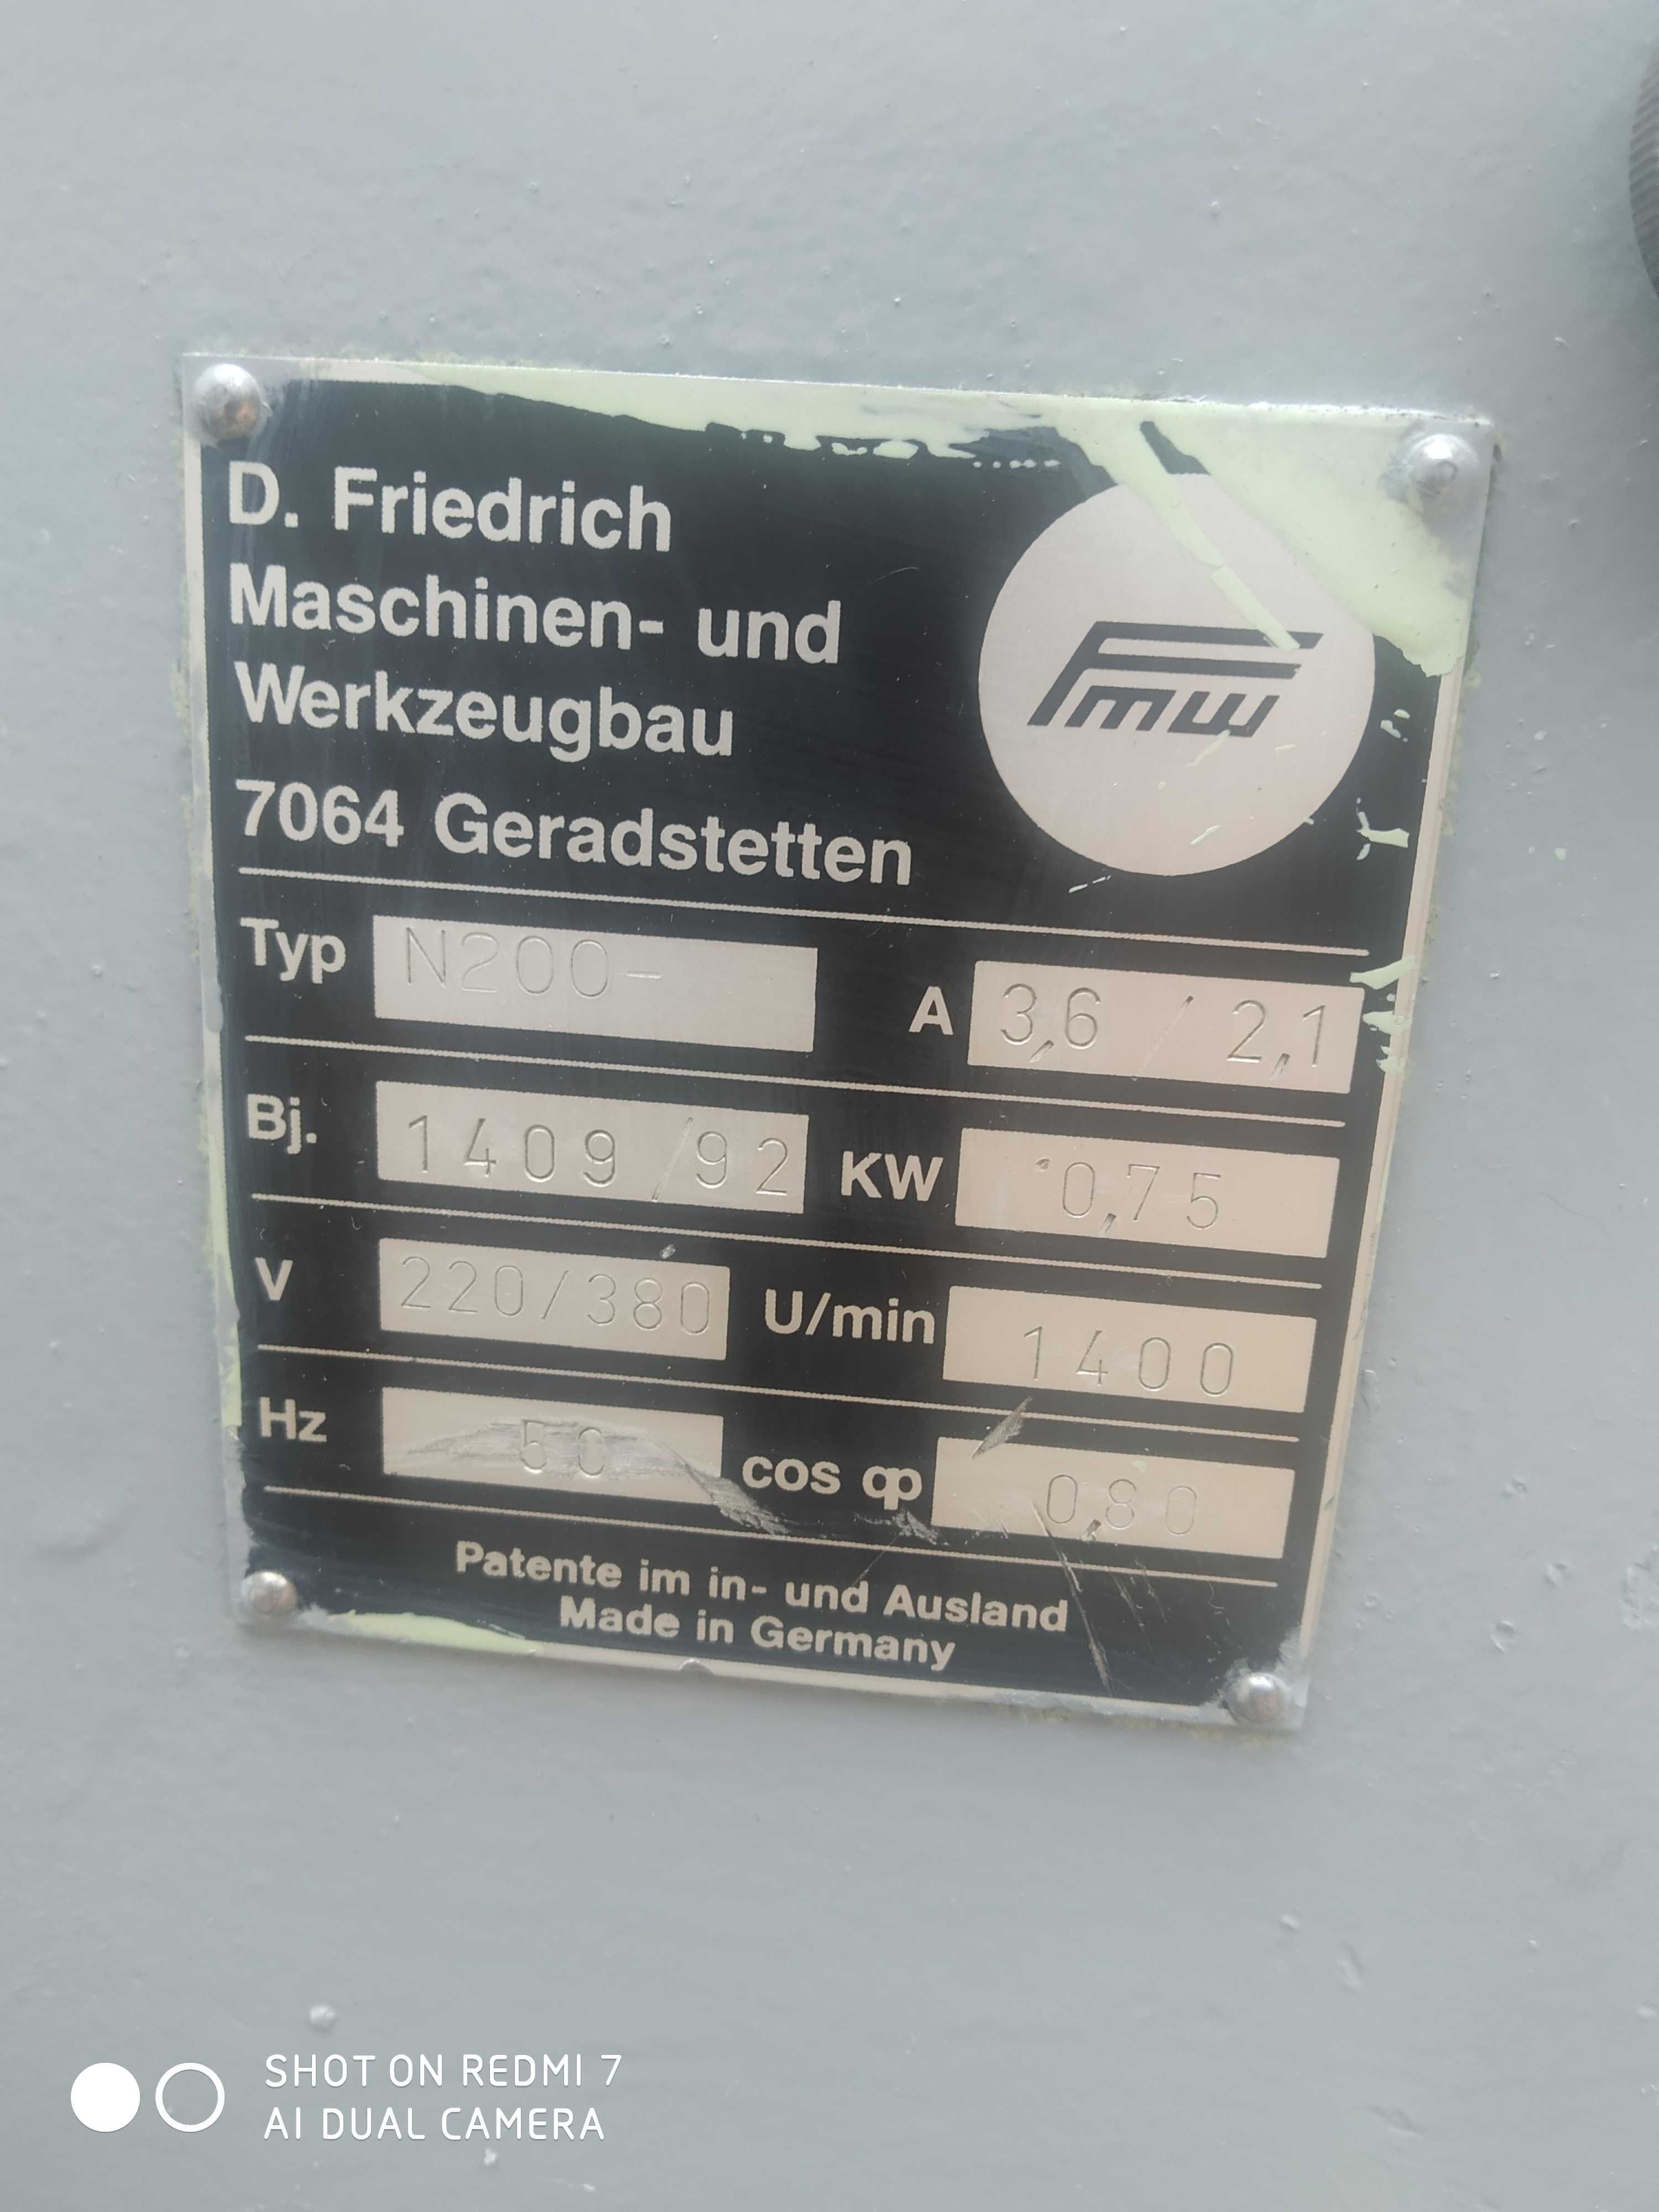 D. Friedrich
Maschinen- und
Werkzeugbau
7064 Geradstetten
Fmw
Typ N200- A 3,6 / 2,1
Bj. 1409/92 KW 0,75
V 220/380 U/min 1400
Hz 50 cos φ 0,80
Patente im in- und Ausland
Made in Germany
SHOT ON REDMI 7
AI DUAL CAMERA